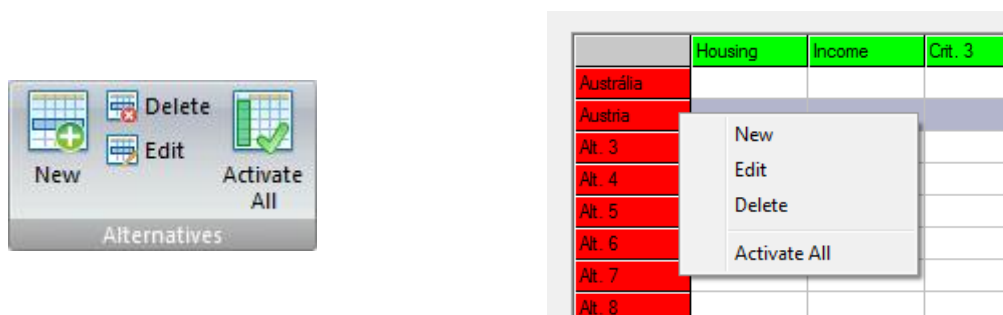 New
Delete
Edit
Activate
All
Alternatives
Housing Income Crit. 3
Austrália
Austria
Alt. 3
Alt. 4
Alt. 5
Alt. 6
Alt. 7
Alt. 8
New
Edit
Delete
Activate All